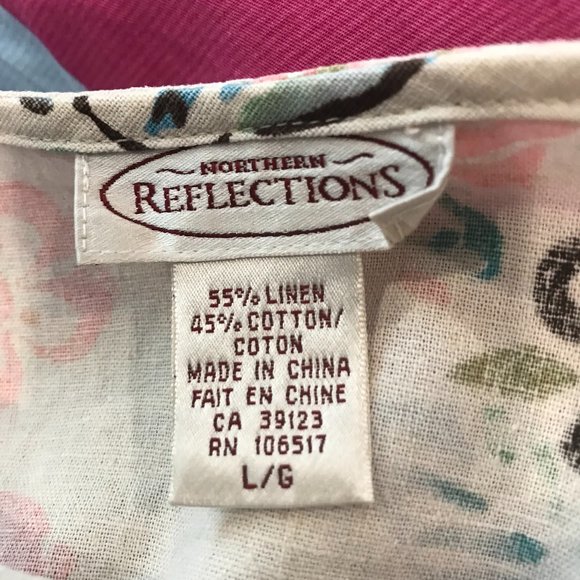 NORTHERN
REFLECTIONS
55% LINEN
45% COTTON/
COTON
MADE IN CHINA
FAIT EN CHINE
CA 39123
RN 106517
L/G